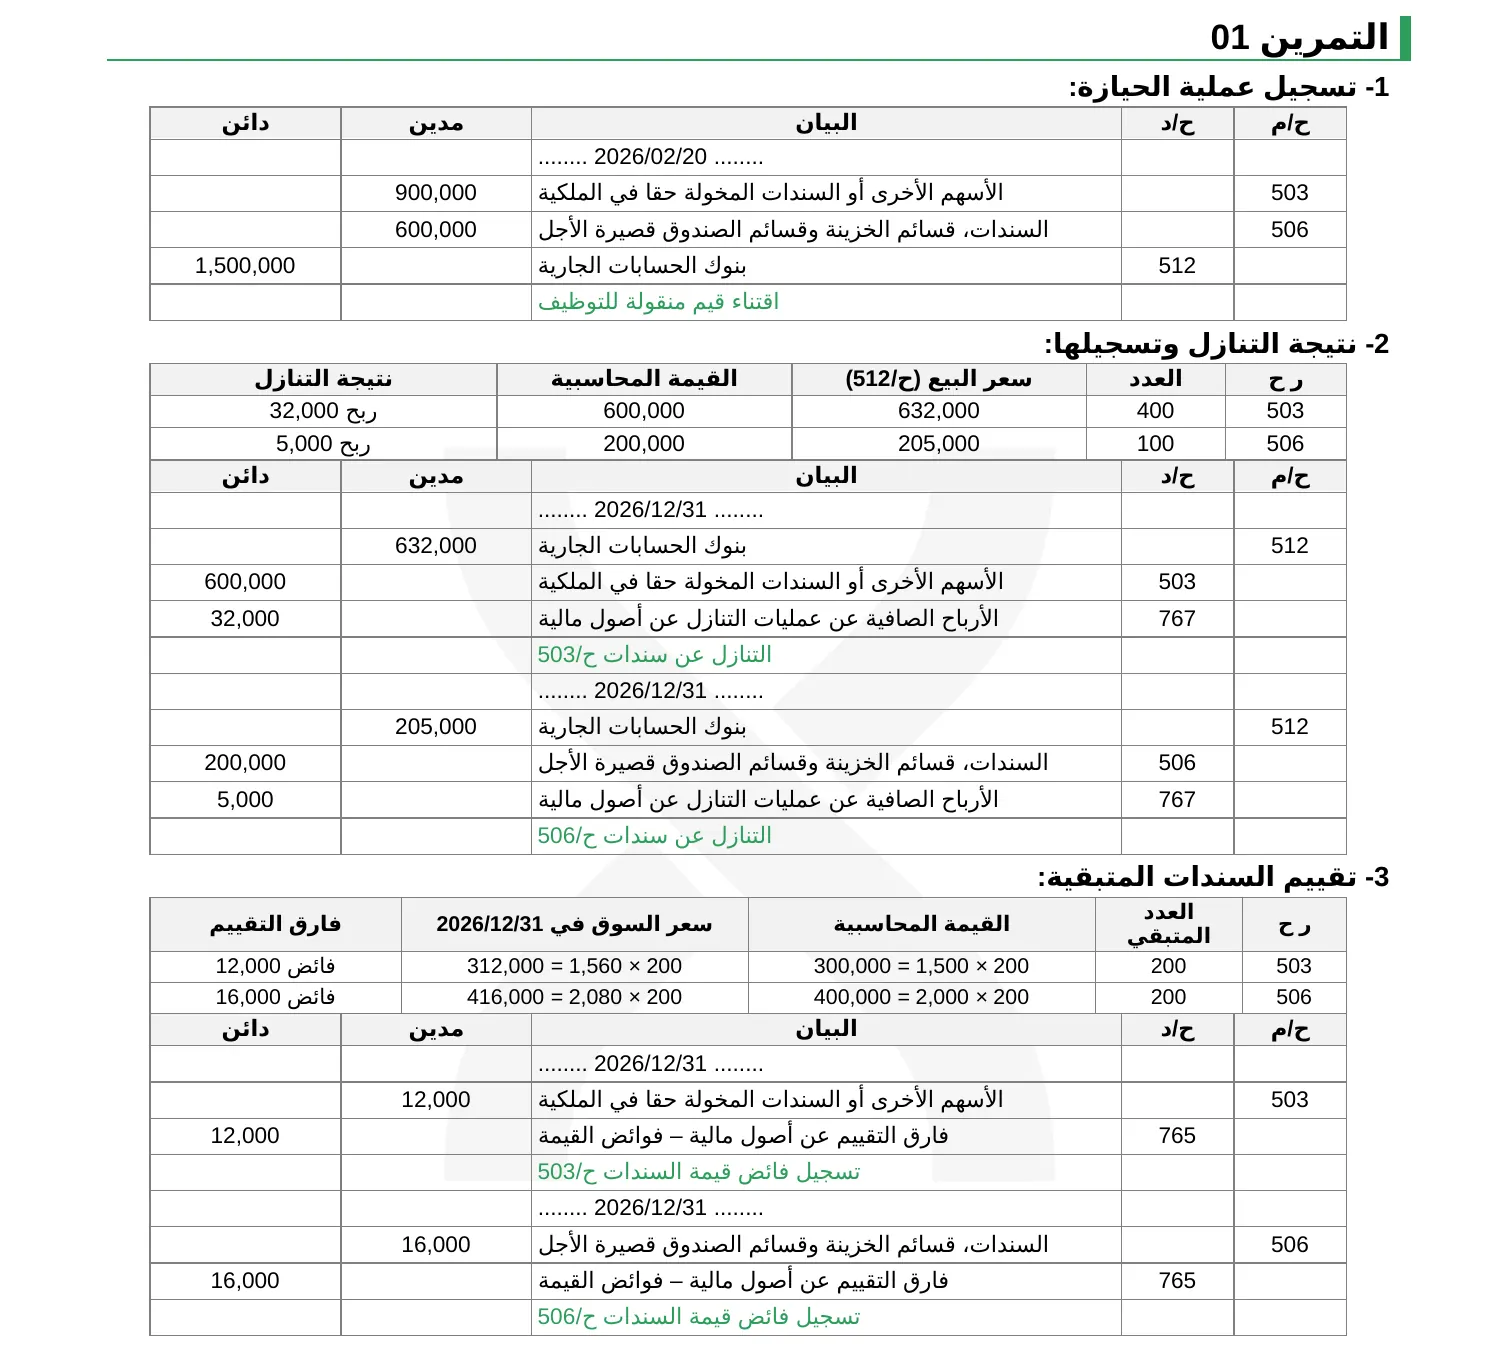 التمرين 01
1- تسجيل عملية الحيازة:
ح/م ح/د البيان مدين دائن
........ 2026/02/20 ........
503 الأسهم الأخرى أو السندات المخولة حقا في الملكية 900,000
506 السندات، قسائم الخزينة وقسائم الصندوق قصيرة الأجل 600,000
512 بنوك الحسابات الجارية 1,500,000
اقتناء قيم منقولة للتوظيف
2- نتيجة التنازل وتسجيلها:
ر ح العدد سعر البيع (ح/512) القيمة المحاسبية نتيجة التنازل
503 400 632,000 600,000 ربح 32,000
506 100 205,000 200,000 ربح 5,000
ح/م ح/د البيان مدين دائن
........ 2026/12/31 ........
512 بنوك الحسابات الجارية 632,000
503 الأسهم الأخرى أو السندات المخولة حقا في الملكية 600,000
767 الأرباح الصافية عن عمليات التنازل عن أصول مالية 32,000
التنازل عن سندات ح/503
........ 2026/12/31 ........
512 بنوك الحسابات الجارية 205,000
506 السندات، قسائم الخزينة وقسائم الصندوق قصيرة الأجل 200,000
767 الأرباح الصافية عن عمليات التنازل عن أصول مالية 5,000
التنازل عن سندات ح/506
3- تقييم السندات المتبقية:
ر ح العدد المتبقي القيمة المحاسبية سعر السوق في 2026/12/31 فارق التقييم
503 200 300,000 = 1,500 × 200 312,000 = 1,560 × 200 فائض 12,000
506 200 400,000 = 2,000 × 200 416,000 = 2,080 × 200 فائض 16,000
ح/م ح/د البيان مدين دائن
........ 2026/12/31 ........
503 الأسهم الأخرى أو السندات المخولة حقا في الملكية 12,000
765 فارق التقييم عن أصول مالية – فوائض القيمة 12,000
تسجيل فائض قيمة السندات ح/503
........ 2026/12/31 ........
506 السندات، قسائم الخزينة وقسائم الصندوق قصيرة الأجل 16,000
765 فارق التقييم عن أصول مالية – فوائض القيمة 16,000
تسجيل فائض قيمة السندات ح/506